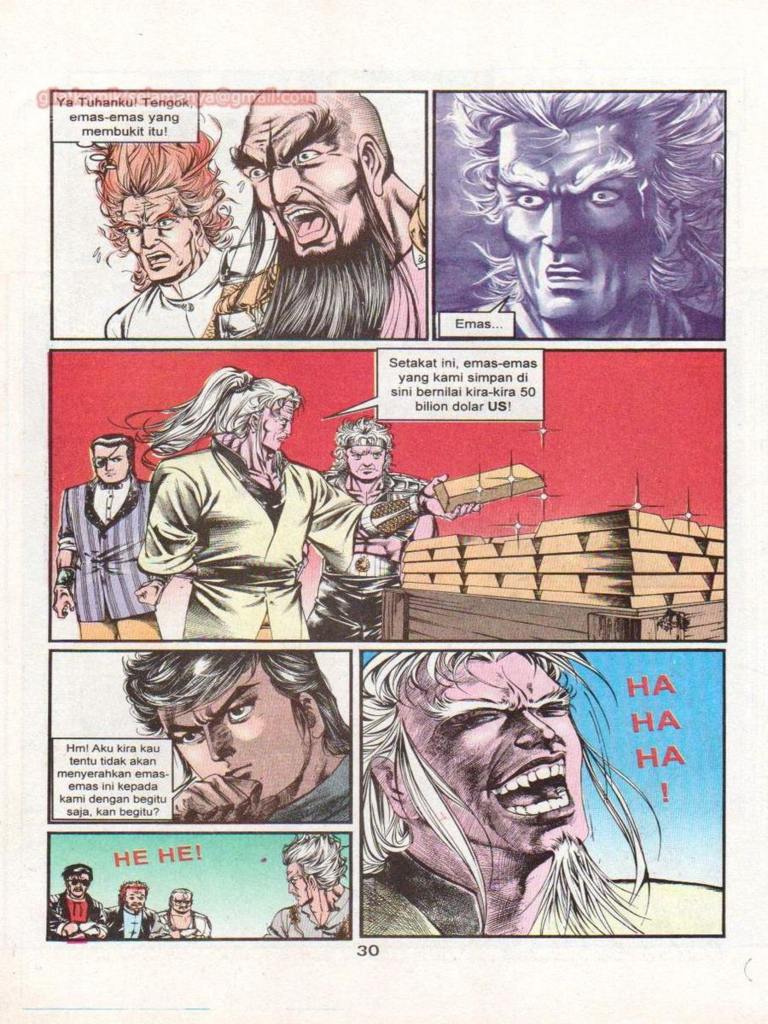 Ya Tuhanku! Tengok,
emas-emas yang
membukit itu!
Emas...
Setakat ini, emas-emas
yang kami simpan di
sini bernilai kira-kira 50
bilion dolar US!
Hm! Aku kira kau
tentu tidak akan
menyerahkan emas-
emas ini kepada
kami dengan begitu
saja, kan begitu?
HE HE!
HA
HA
HA
!
30